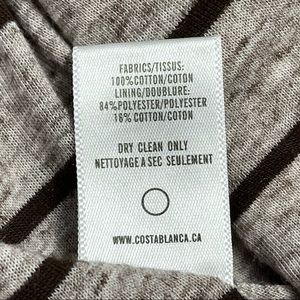 FABRICS/TISSUS:
100%COTTON/COTON
LINING/DOUBLURE:
84%POLYESTER/POLYESTER
16% COTTON/COTON
DRY CLEAN ONLY
NETTOYAGE A SEC SEULEMENT
WWW.COSTABLANCA.CA